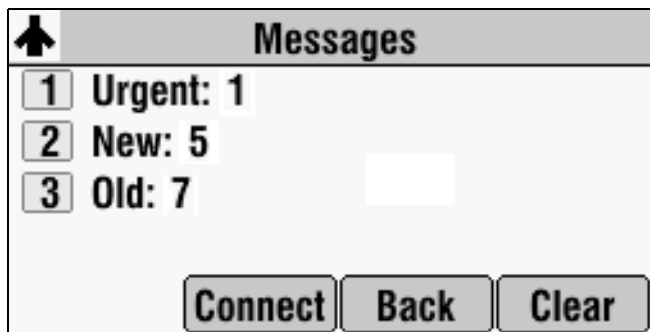 Messages
1 Urgent: 1
2 New: 5
3 Old: 7
Connect Back Clear